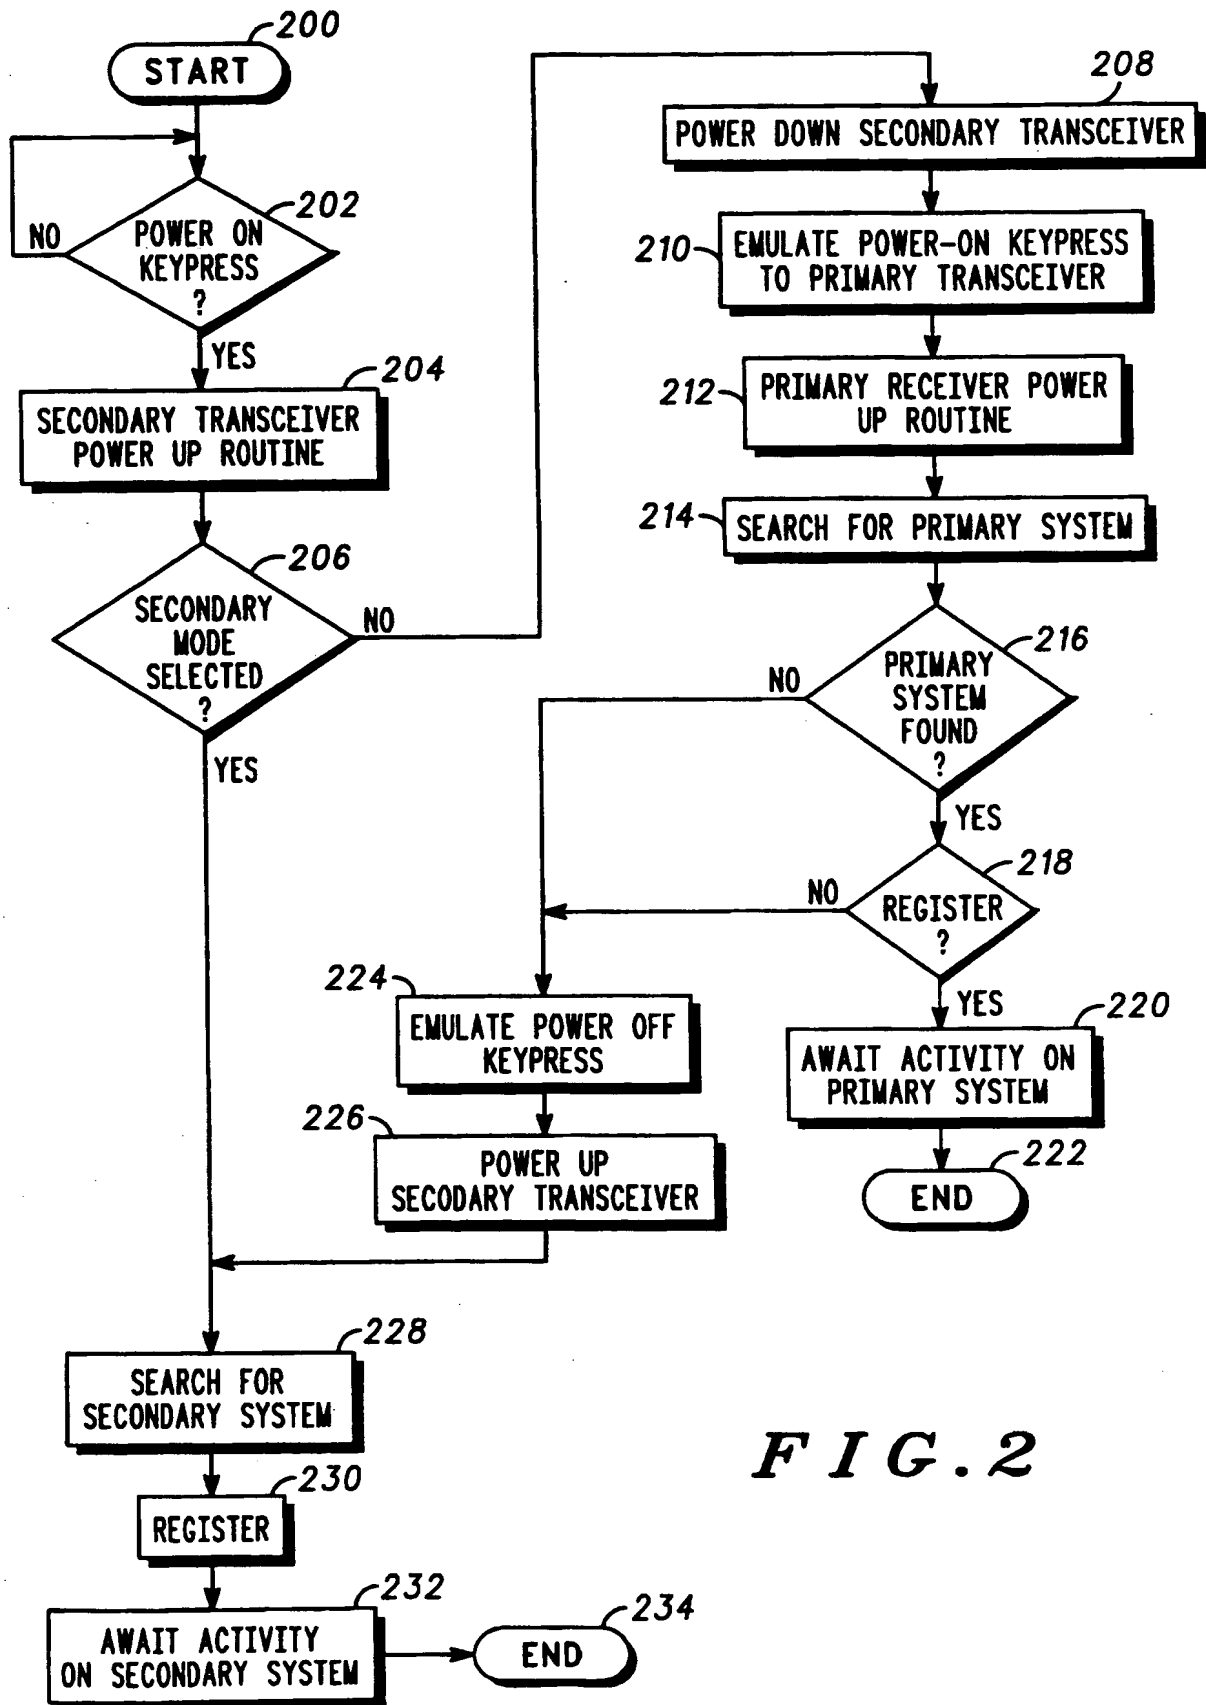 200
START
202
POWER ON
KEYPRESS
?
NO
YES
204
SECONDARY TRANSCEIVER
POWER UP ROUTINE
206
SECONDARY
MODE
SELECTED
?
NO
YES
208
POWER DOWN SECONDARY TRANSCEIVER
210
EMULATE POWER-ON KEYPRESS
TO PRIMARY TRANSCEIVER
212
PRIMARY RECEIVER POWER
UP ROUTINE
214
SEARCH FOR PRIMARY SYSTEM
216
PRIMARY
SYSTEM
FOUND
?
NO
YES
218
REGISTER
?
NO
YES
220
AWAIT ACTIVITY ON
PRIMARY SYSTEM
222
END
224
EMULATE POWER OFF
KEYPRESS
226
POWER UP
SECODARY TRANSCEIVER
228
SEARCH FOR
SECONDARY SYSTEM
230
REGISTER
232
AWAIT ACTIVITY
ON SECONDARY SYSTEM
234
END
FIG.2